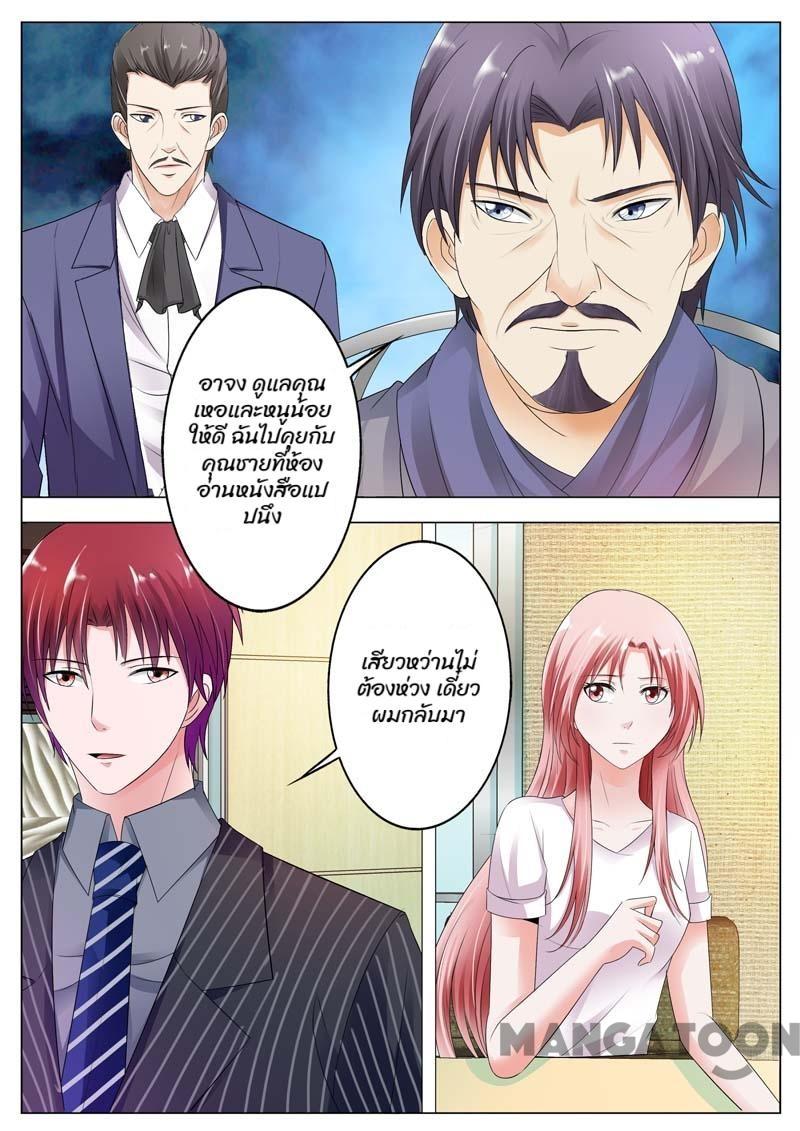 อาจง ดูแลคุณ
เหอและหนูน้อย
ให้ดี ฉันไปคุยกับ
คุณชายที่ห้อง
อ่านหนังสือแป
ปนึง
เสียวหว่านไม่
ต้องห่วง เดี๋ยว
ผมกลับมา
MANGATOON